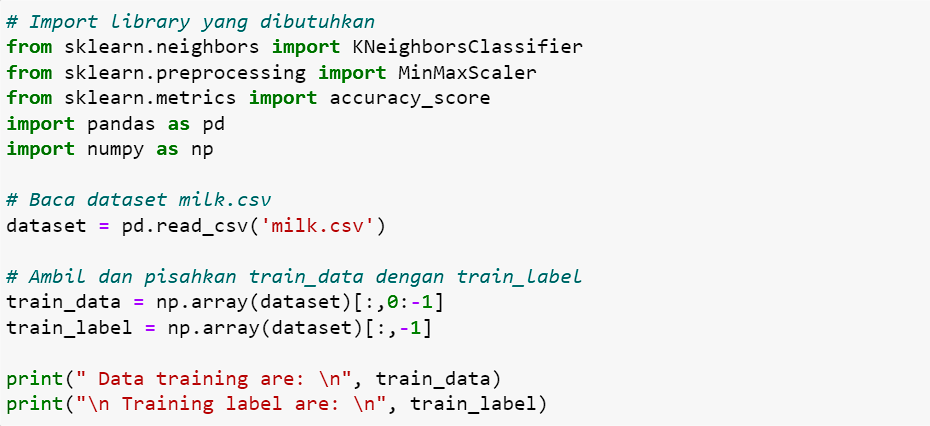 # Import library yang dibutuhkan
from sklearn.neighbors import KNeighborsClassifier
from sklearn.preprocessing import MinMaxScaler
from sklearn.metrics import accuracy_score
import pandas as pd
import numpy as np

# Baca dataset milk.csv
dataset = pd.read_csv('milk.csv')

# Ambil dan pisahkan train_data dengan train_label
train_data = np.array(dataset)[:,0:-1]
train_label = np.array(dataset)[:,-1]

print(" Data training are: \n", train_data)
print("\n Training label are: \n", train_label)